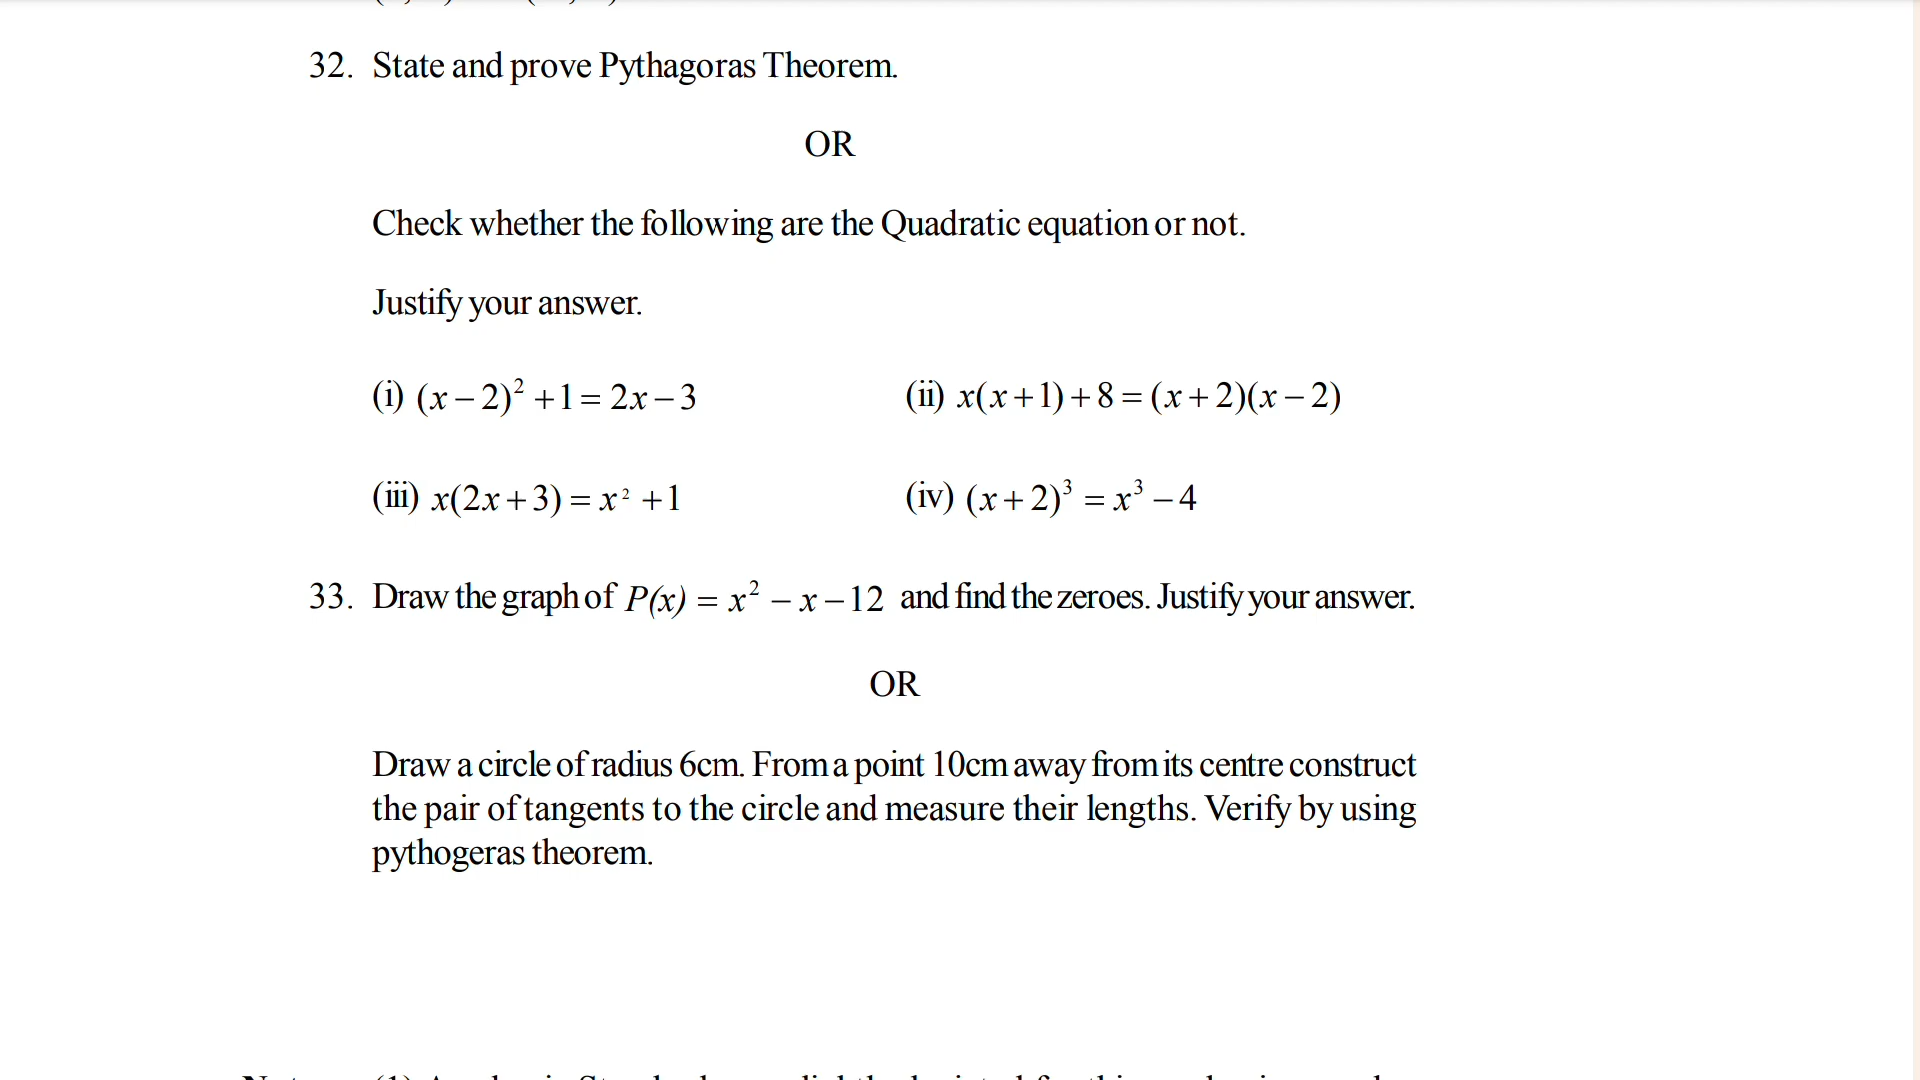 32. State and prove Pythagoras Theorem.
OR
Check whether the following are the Quadratic equation or not.
Justify your answer.
(i) (x – 2)² + 1 = 2x – 3 (ii) x(x + 1) + 8 = (x + 2)(x – 2)
(iii) x(2x + 3) = x² + 1 (iv) (x + 2)³ = x³ – 4
33. Draw the graph of P(x) = x² – x – 12 and find the zeroes. Justify your answer.
OR
Draw a circle of radius 6cm. From a point 10cm away from its centre construct
the pair of tangents to the circle and measure their lengths. Verify by using
pythogeras theorem.